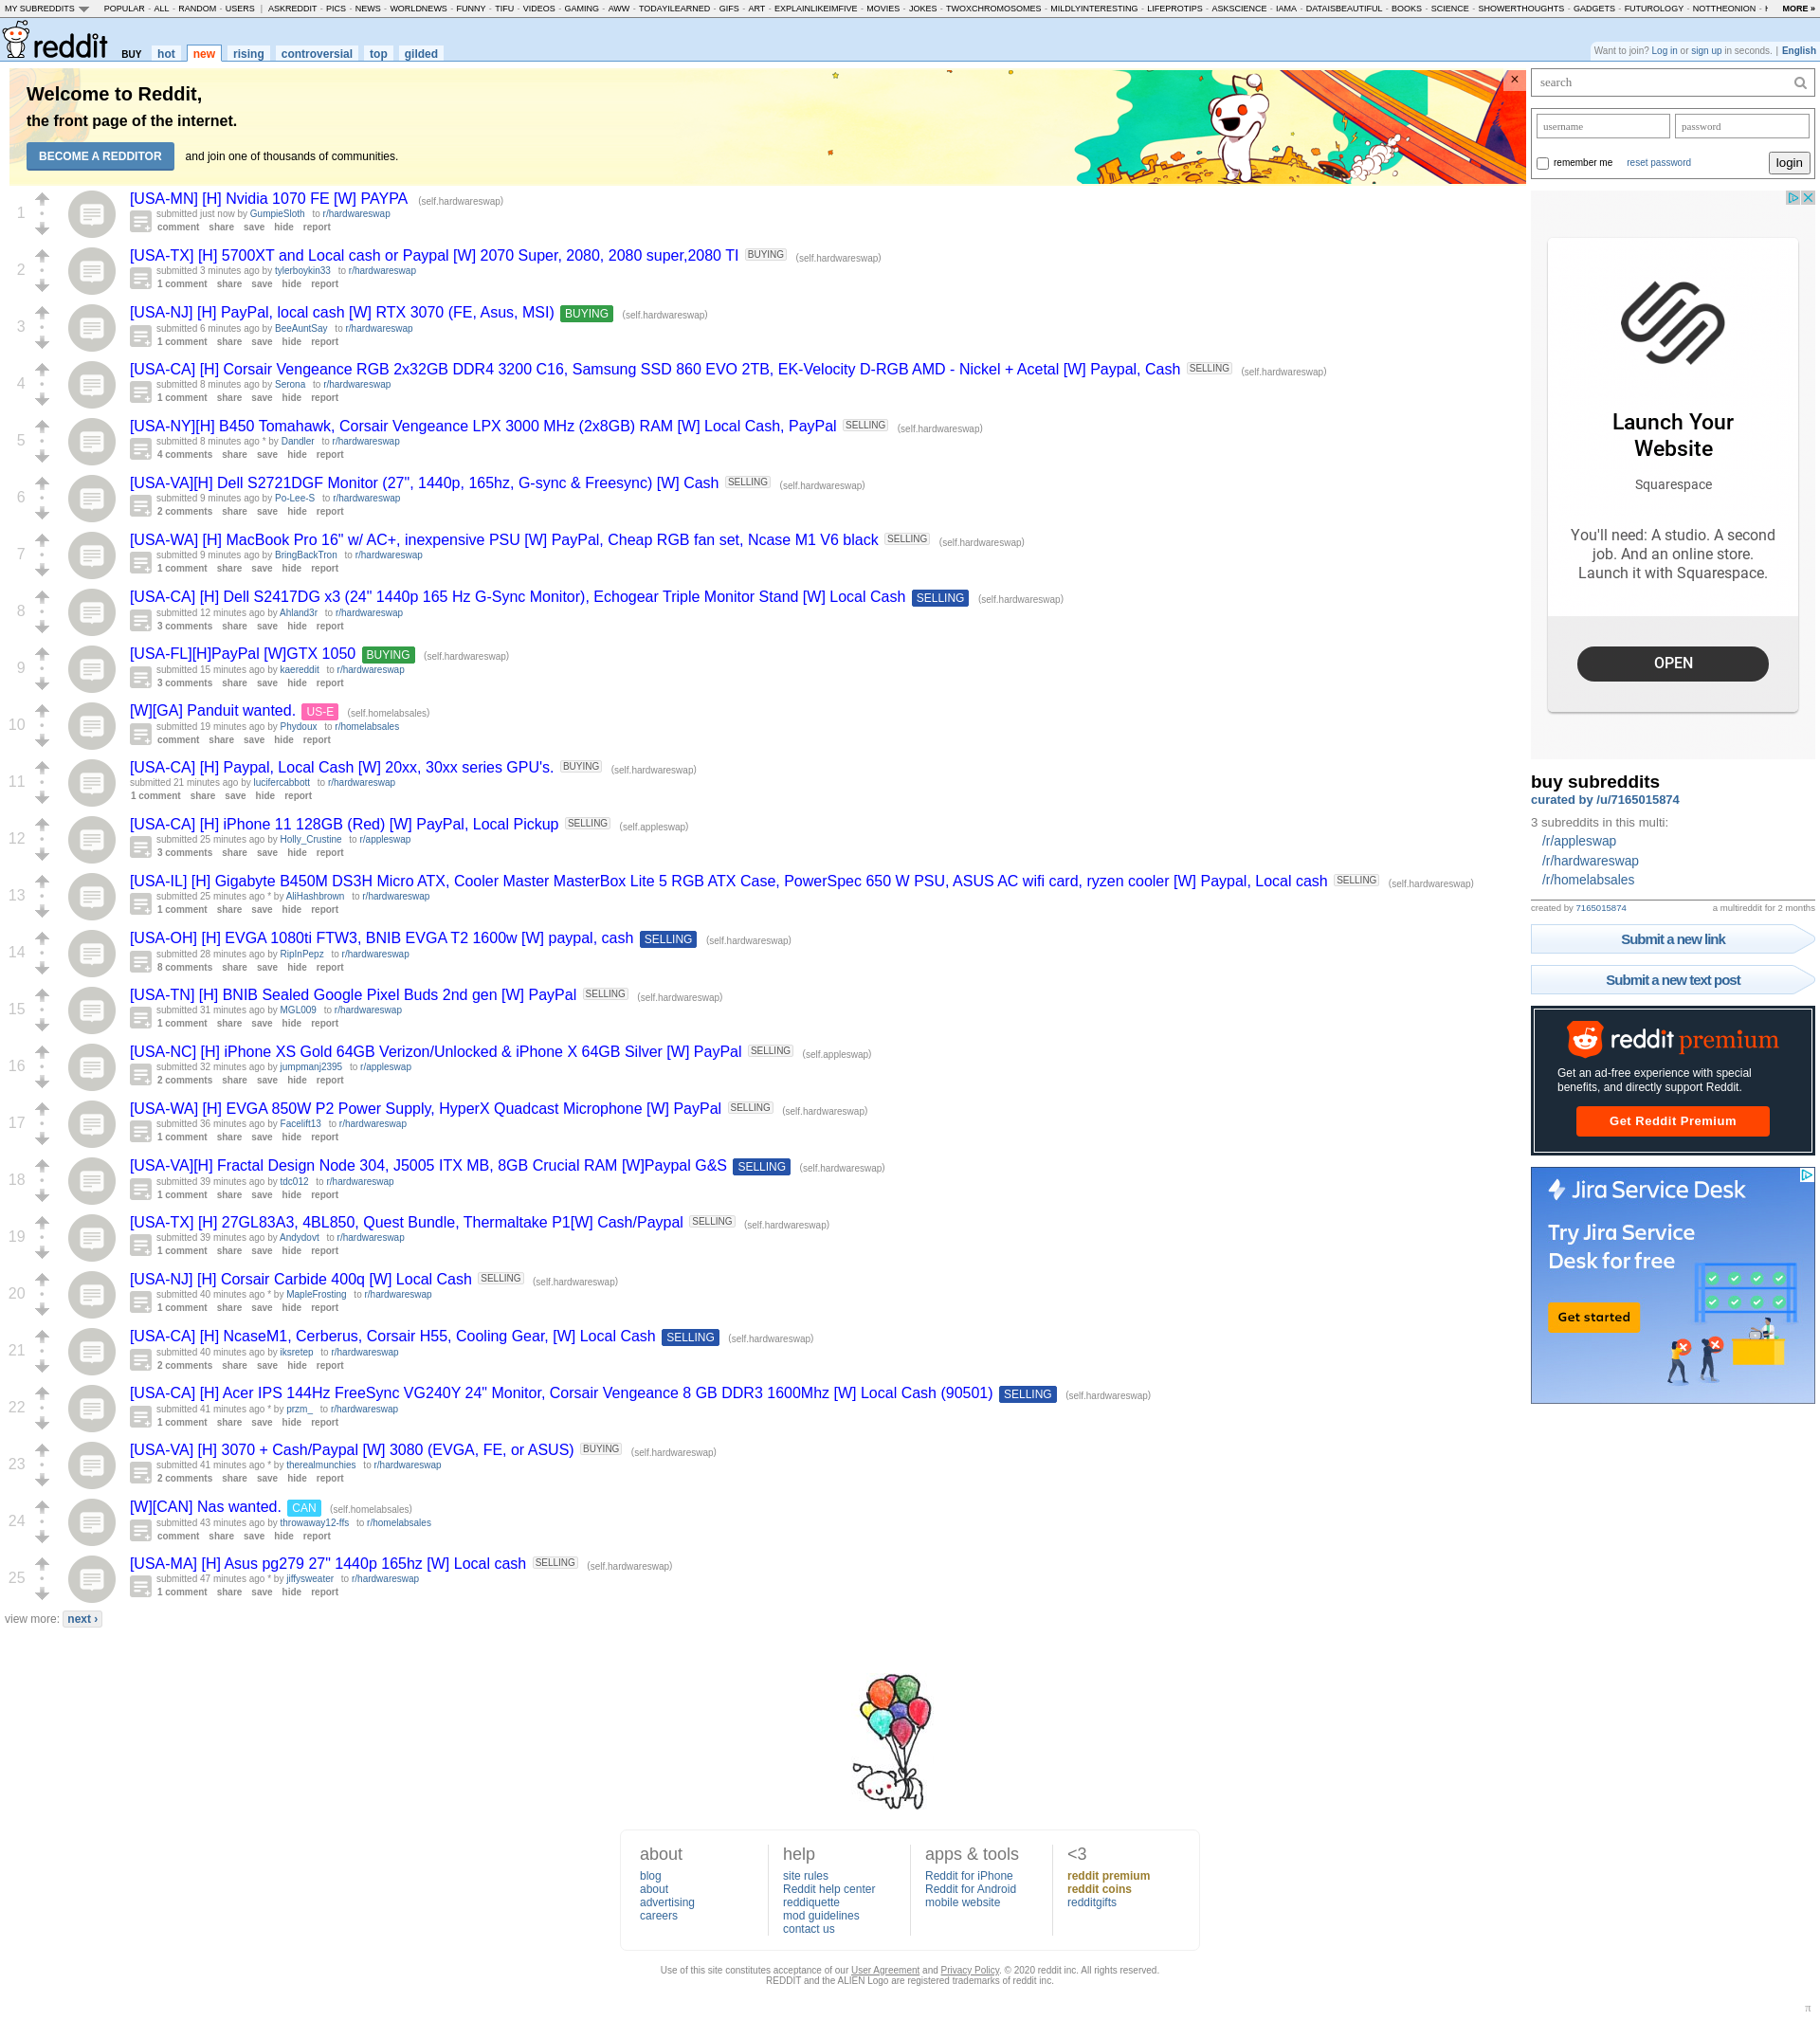 MY SUBREDDITS POPULAR - ALL - RANDOM - USERS | ASKREDDIT - PICS - NEWS - WORLDNEWS - FUNNY - TIFU - VIDEOS - GAMING - AWW - TODAYILEARNED - GIFS - ART - EXPLAINLIKEIMFIVE - MOVIES - JOKES - TWOXCHROMOSOMES - MILDLYINTERESTING - LIFEPROTIPS - ASKSCIENCE - IAMA - DATAISBEAUTIFUL - BOOKS - SCIENCE - SHOWERTHOUGHTS - GADGETS - FUTUROLOGY - NOTTHEONION - MORE »
reddit BUY hot new rising controversial top gilded
Want to join? Log in or sign up in seconds. | English
Welcome to Reddit,
the front page of the internet.
BECOME A REDDITOR and join one of thousands of communities.
×
1
[USA-MN] [H] Nvidia 1070 FE [W] PAYPA (self.hardwareswap)
submitted just now by GumpieSloth to r/hardwareswap
comment share save hide report
2
[USA-TX] [H] 5700XT and Local cash or Paypal [W] 2070 Super, 2080, 2080 super,2080 TI BUYING (self.hardwareswap)
submitted 3 minutes ago by tylerboykin33 to r/hardwareswap
1 comment share save hide report
3
[USA-NJ] [H] PayPal, local cash [W] RTX 3070 (FE, Asus, MSI) BUYING (self.hardwareswap)
submitted 6 minutes ago by BeeAuntSay to r/hardwareswap
1 comment share save hide report
4
[USA-CA] [H] Corsair Vengeance RGB 2x32GB DDR4 3200 C16, Samsung SSD 860 EVO 2TB, EK-Velocity D-RGB AMD - Nickel + Acetal [W] Paypal, Cash SELLING (self.hardwareswap)
submitted 8 minutes ago by Serona to r/hardwareswap
1 comment share save hide report
5
[USA-NY][H] B450 Tomahawk, Corsair Vengeance LPX 3000 MHz (2x8GB) RAM [W] Local Cash, PayPal SELLING (self.hardwareswap)
submitted 8 minutes ago * by Dandler to r/hardwareswap
4 comments share save hide report
6
[USA-VA][H] Dell S2721DGF Monitor (27", 1440p, 165hz, G-sync & Freesync) [W] Cash SELLING (self.hardwareswap)
submitted 9 minutes ago by Po-Lee-S to r/hardwareswap
2 comments share save hide report
7
[USA-WA] [H] MacBook Pro 16" w/ AC+, inexpensive PSU [W] PayPal, Cheap RGB fan set, Ncase M1 V6 black SELLING (self.hardwareswap)
submitted 9 minutes ago by BringBackTron to r/hardwareswap
1 comment share save hide report
8
[USA-CA] [H] Dell S2417DG x3 (24" 1440p 165 Hz G-Sync Monitor), Echogear Triple Monitor Stand [W] Local Cash SELLING (self.hardwareswap)
submitted 12 minutes ago by Ahland3r to r/hardwareswap
3 comments share save hide report
9
[USA-FL][H]PayPal [W]GTX 1050 BUYING (self.hardwareswap)
submitted 15 minutes ago by kaereddit to r/hardwareswap
3 comments share save hide report
10
[W][GA] Panduit wanted. US-E (self.homelabsales)
submitted 19 minutes ago by Phydoux to r/homelabsales
comment share save hide report
11
[USA-CA] [H] Paypal, Local Cash [W] 20xx, 30xx series GPU's. BUYING (self.hardwareswap)
submitted 21 minutes ago by lucifercabbott to r/hardwareswap
1 comment share save hide report
12
[USA-CA] [H] iPhone 11 128GB (Red) [W] PayPal, Local Pickup SELLING (self.appleswap)
submitted 25 minutes ago by Holly_Crustine to r/appleswap
3 comments share save hide report
13
[USA-IL] [H] Gigabyte B450M DS3H Micro ATX, Cooler Master MasterBox Lite 5 RGB ATX Case, PowerSpec 650 W PSU, ASUS AC wifi card, ryzen cooler [W] Paypal, Local cash SELLING (self.hardwareswap)
submitted 25 minutes ago * by AliHashbrown to r/hardwareswap
1 comment share save hide report
14
[USA-OH] [H] EVGA 1080ti FTW3, BNIB EVGA T2 1600w [W] paypal, cash SELLING (self.hardwareswap)
submitted 28 minutes ago by RipInPepz to r/hardwareswap
8 comments share save hide report
15
[USA-TN] [H] BNIB Sealed Google Pixel Buds 2nd gen [W] PayPal SELLING (self.hardwareswap)
submitted 31 minutes ago by MGL009 to r/hardwareswap
1 comment share save hide report
16
[USA-NC] [H] iPhone XS Gold 64GB Verizon/Unlocked & iPhone X 64GB Silver [W] PayPal SELLING (self.appleswap)
submitted 32 minutes ago by jumpmanj2395 to r/appleswap
2 comments share save hide report
17
[USA-WA] [H] EVGA 850W P2 Power Supply, HyperX Quadcast Microphone [W] PayPal SELLING (self.hardwareswap)
submitted 36 minutes ago by Facelift13 to r/hardwareswap
1 comment share save hide report
18
[USA-VA][H] Fractal Design Node 304, J5005 ITX MB, 8GB Crucial RAM [W]Paypal G&S SELLING (self.hardwareswap)
submitted 39 minutes ago by tdc012 to r/hardwareswap
1 comment share save hide report
19
[USA-TX] [H] 27GL83A3, 4BL850, Quest Bundle, Thermaltake P1[W] Cash/Paypal SELLING (self.hardwareswap)
submitted 39 minutes ago by Andydovt to r/hardwareswap
1 comment share save hide report
20
[USA-NJ] [H] Corsair Carbide 400q [W] Local Cash SELLING (self.hardwareswap)
submitted 40 minutes ago * by MapleFrosting to r/hardwareswap
1 comment share save hide report
21
[USA-CA] [H] NcaseM1, Cerberus, Corsair H55, Cooling Gear, [W] Local Cash SELLING (self.hardwareswap)
submitted 40 minutes ago by iksretep to r/hardwareswap
2 comments share save hide report
22
[USA-CA] [H] Acer IPS 144Hz FreeSync VG240Y 24" Monitor, Corsair Vengeance 8 GB DDR3 1600Mhz [W] Local Cash (90501) SELLING (self.hardwareswap)
submitted 41 minutes ago * by przm_ to r/hardwareswap
1 comment share save hide report
23
[USA-VA] [H] 3070 + Cash/Paypal [W] 3080 (EVGA, FE, or ASUS) BUYING (self.hardwareswap)
submitted 41 minutes ago * by therealmunchies to r/hardwareswap
2 comments share save hide report
24
[W][CAN] Nas wanted. CAN (self.homelabsales)
submitted 43 minutes ago by throwaway12-ffs to r/homelabsales
comment share save hide report
25
[USA-MA] [H] Asus pg279 27" 1440p 165hz [W] Local cash SELLING (self.hardwareswap)
submitted 47 minutes ago * by jiffysweater to r/hardwareswap
1 comment share save hide report
view more: next ›
search
username password
remember me reset password login
Launch Your
Website
Squarespace
You'll need: A studio. A second
job. And an online store.
Launch it with Squarespace.
OPEN
buy subreddits
curated by /u/7165015874
3 subreddits in this multi:
/r/appleswap
/r/hardwareswap
/r/homelabsales
created by 7165015874 a multireddit for 2 months
Submit a new link
Submit a new text post
reddit premium
Get an ad-free experience with special
benefits, and directly support Reddit.
Get Reddit Premium
Jira Service Desk
Try Jira Service
Desk for free
Get started
about
blog
about
advertising
careers
help
site rules
Reddit help center
reddiquette
mod guidelines
contact us
apps & tools
Reddit for iPhone
Reddit for Android
mobile website
<3
reddit premium
reddit coins
redditgifts
Use of this site constitutes acceptance of our User Agreement and Privacy Policy. © 2020 reddit inc. All rights reserved.
REDDIT and the ALIEN Logo are registered trademarks of reddit inc.
π